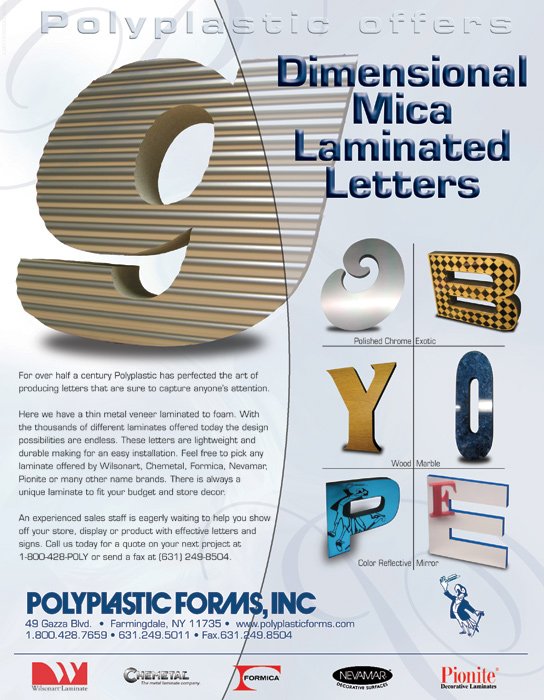 Polyplastic offers
Dimensional
Mica
Laminated
Letters
9
9
B
Polished Chrome
Exotic
Y
O
Wood
Marble
P
E
E
Color Reflective
Mirror
For over half a century Polyplastic has perfected the art of
producing letters that are sure to capture anyone's attention.
Here we have a thin metal veneer laminated to foam. With
the thousands of different laminates offered today the design
possibilities are endless. These letters are lightweight and
durable making for an easy installation. Feel free to pick any
laminate offered by Wilsonart, Chemetal, Formica, Nevamar,
Pionite or many other name brands. There is always a
unique laminate to fit your budget and store decor.
An experienced sales staff is eagerly waiting to help you show
off your store, display or product with effective letters and
signs. Call us today for a quote on your next project at
1-800-428-POLY or send a fax at (631) 249-8504.
POLYPLASTIC FORMS, INC
49 Gazza Blvd. • Farmingdale, NY 11735 • www.polyplasticforms.com
1.800.428.7659 • 631.249.5011 • Fax.631.249.8504
W
Wilsonart Laminate
CHEMETAL
The metal laminate company
F
FORMICA
NEVAMAR
DECORATIVE SURFACES
Pionite®
Decorative Laminates